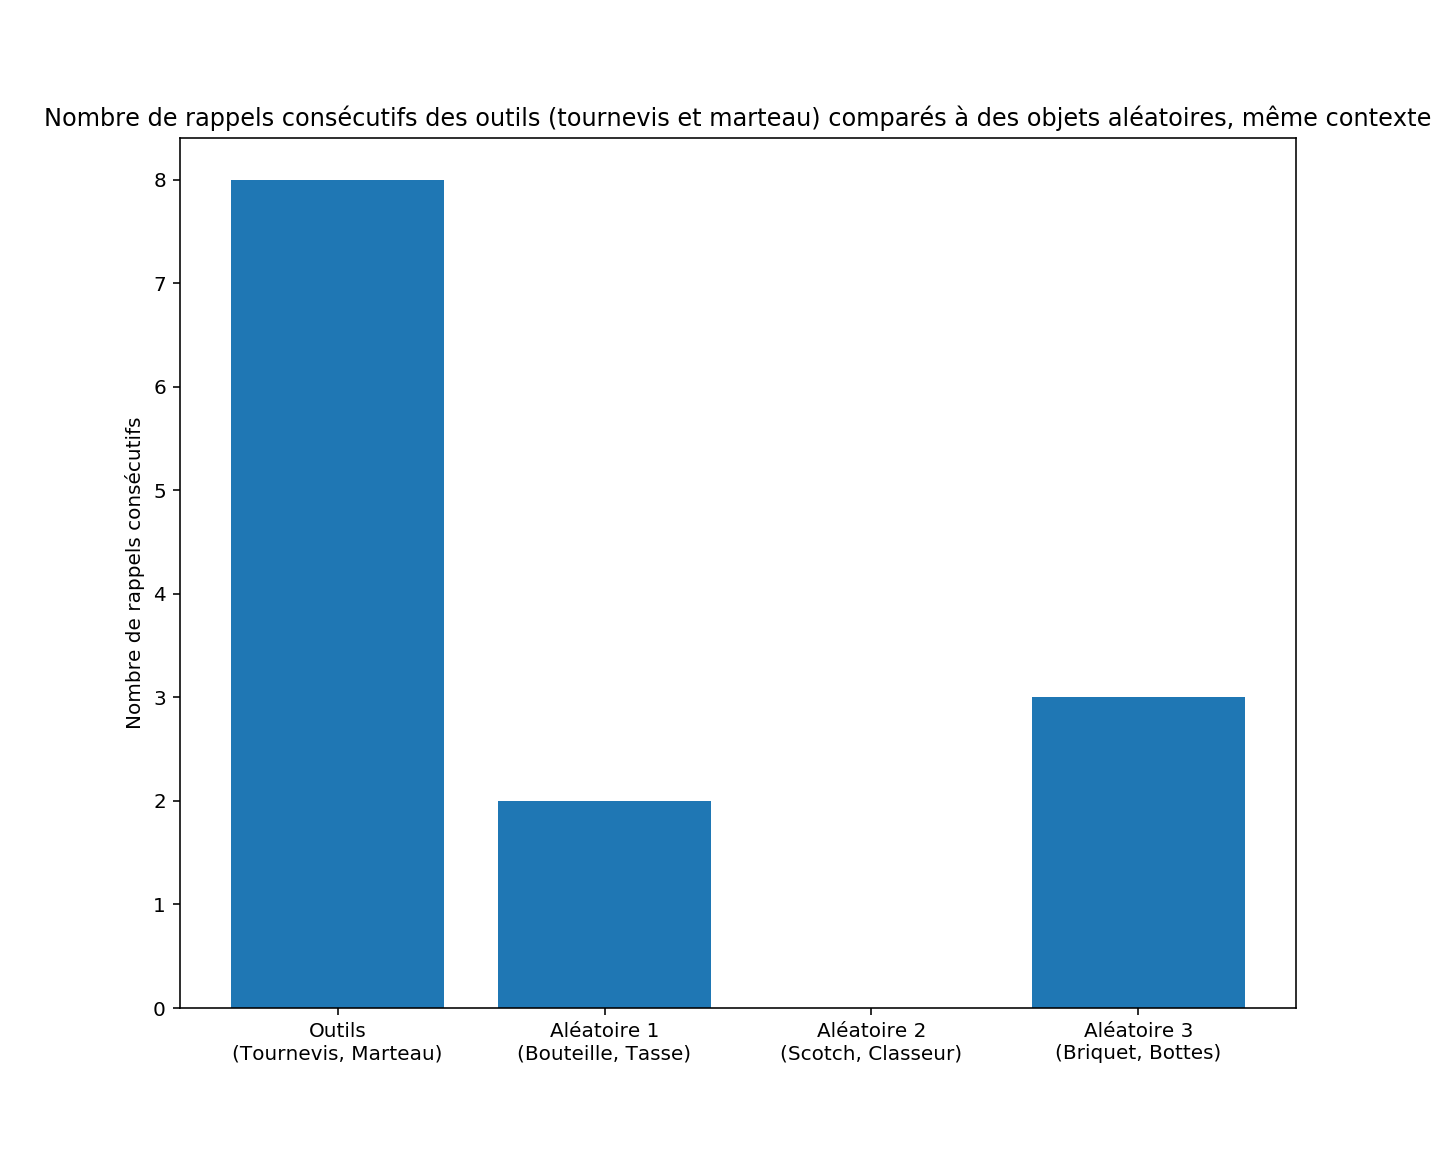 Nombre de rappels consécutifs des outils (tournevis et marteau) comparés à des objets aléatoires, même contexte
Nombre de rappels consécutifs
8
7
6
5
4
3
2
1
0
Outils
(Tournevis, Marteau)
Aléatoire 1
(Bouteille, Tasse)
Aléatoire 2
(Scotch, Classeur)
Aléatoire 3
(Briquet, Bottes)